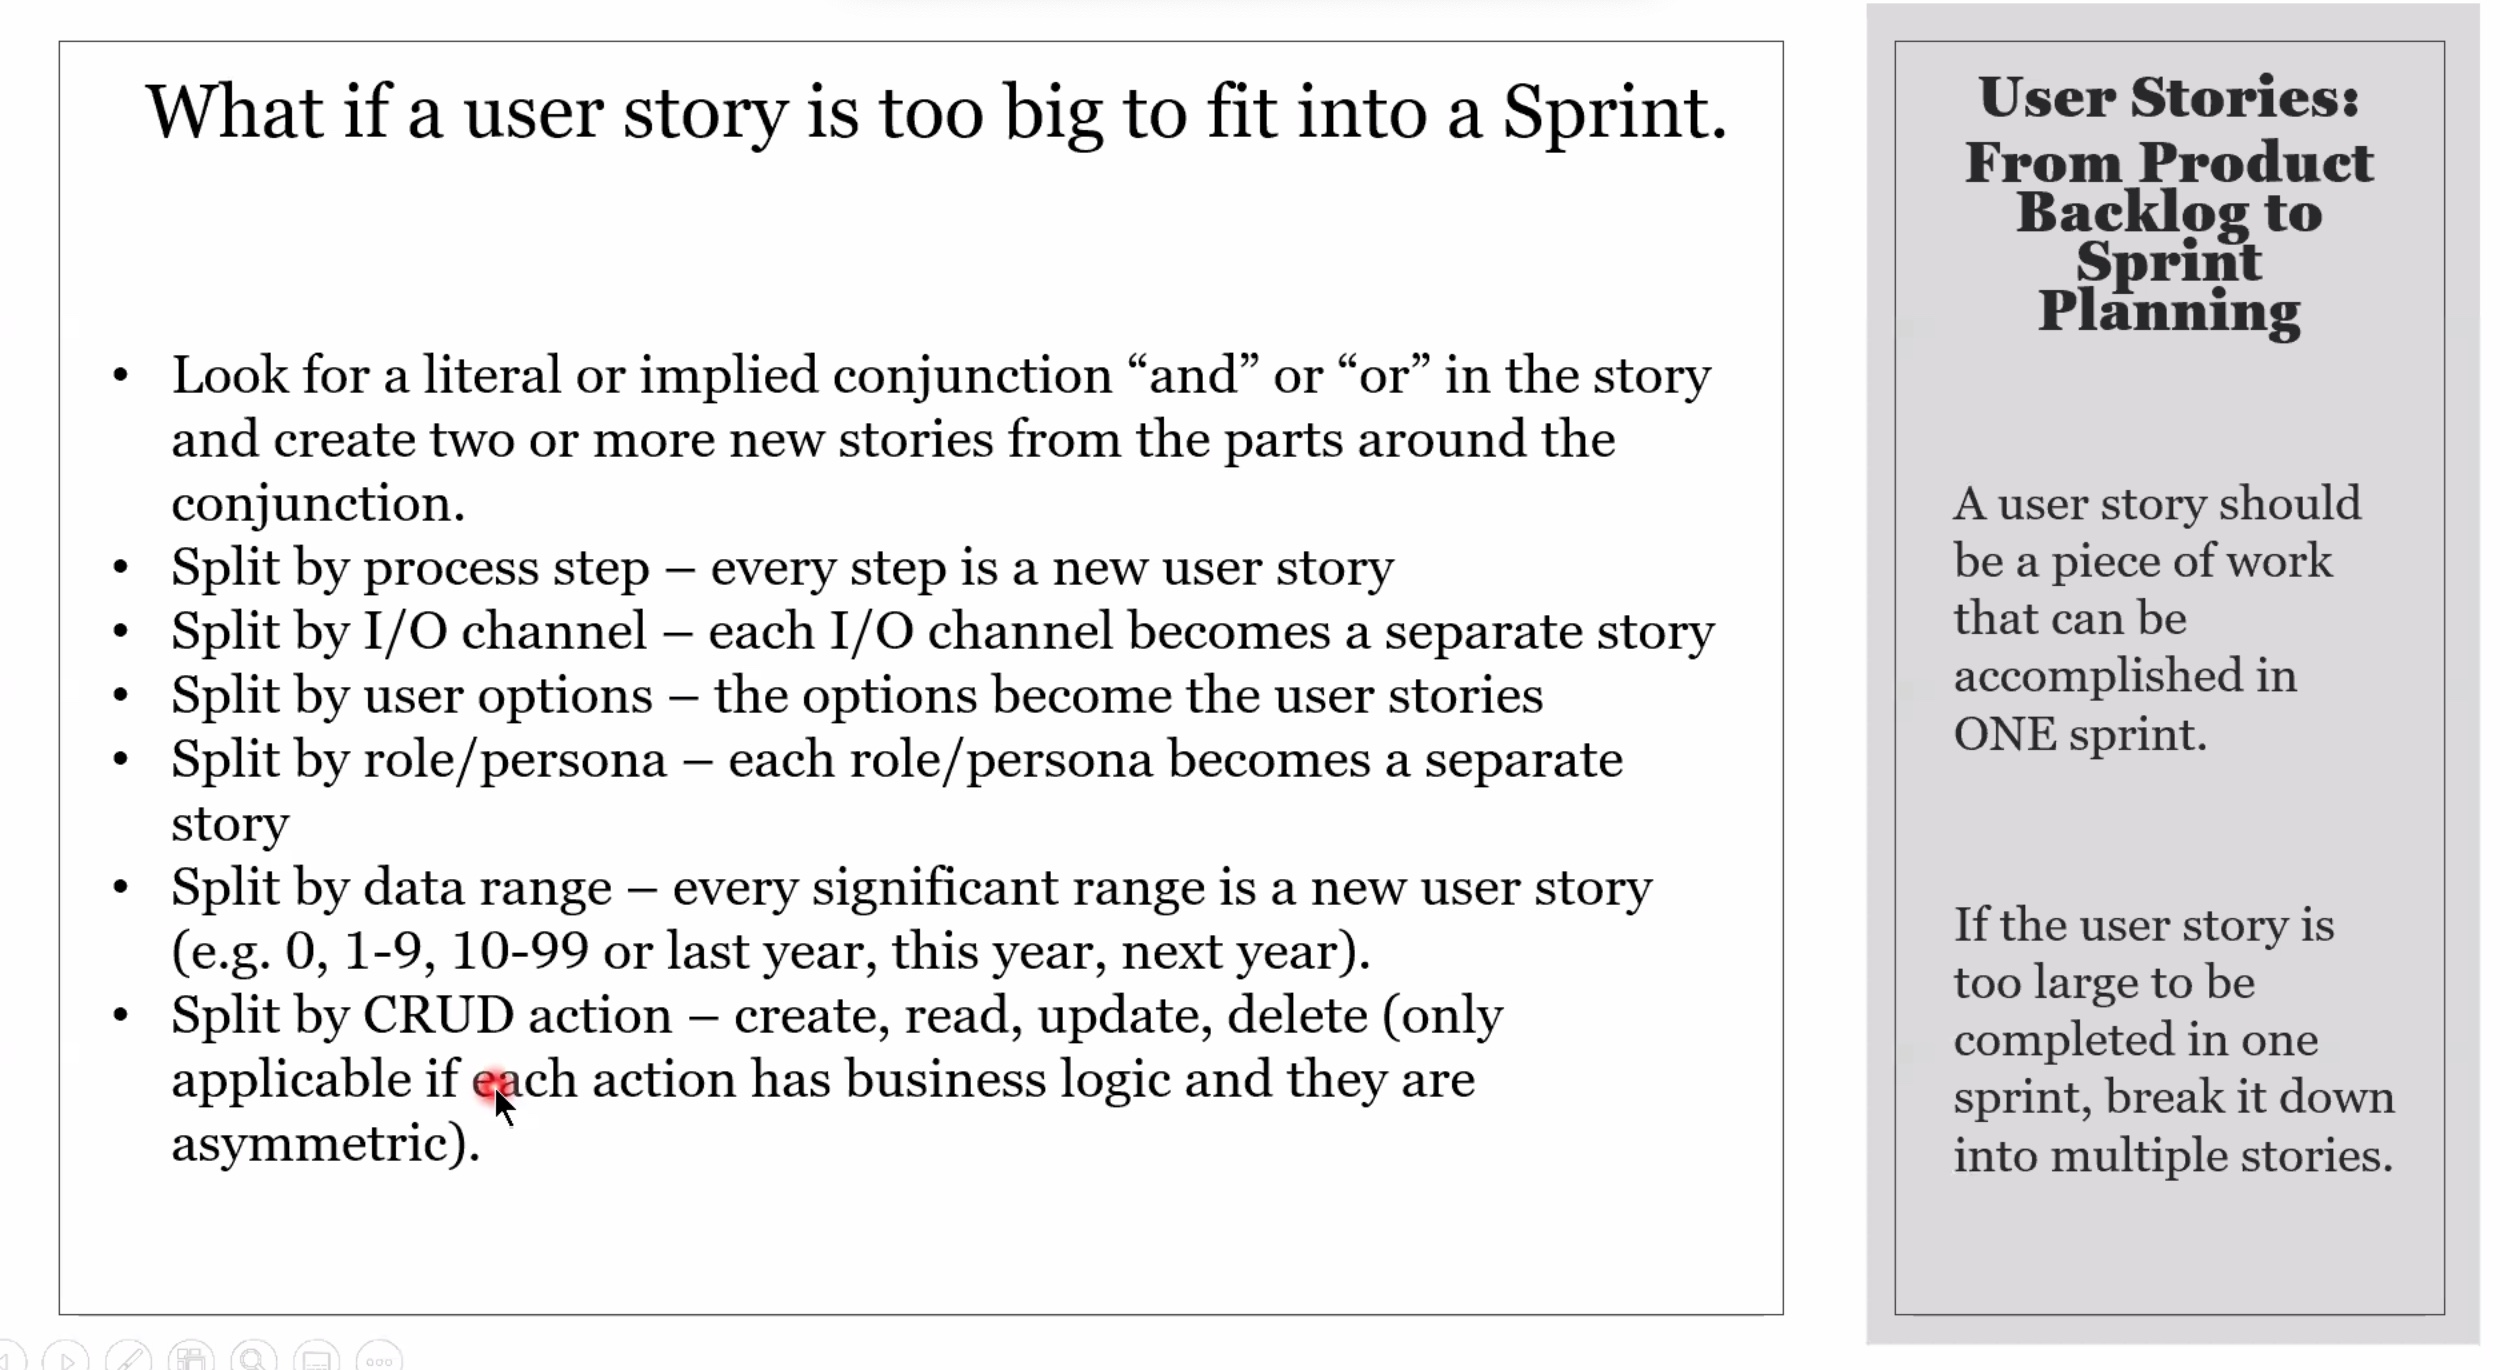 What if a user story is too big to fit into a Sprint.
• Look for a literal or implied conjunction “and” or “or” in the story
and create two or more new stories from the parts around the
conjunction.
• Split by process step – every step is a new user story
• Split by I/O channel – each I/O channel becomes a separate story
• Split by user options – the options become the user stories
• Split by role/persona – each role/persona becomes a separate
story
• Split by data range – every significant range is a new user story
(e.g. 0, 1-9, 10-99 or last year, this year, next year).
• Split by CRUD action – create, read, update, delete (only
applicable if each action has business logic and they are
asymmetric).
User Stories:
From Product
Backlog to
Sprint
Planning
A user story should
be a piece of work
that can be
accomplished in
ONE sprint.
If the user story is
too large to be
completed in one
sprint, break it down
into multiple stories.